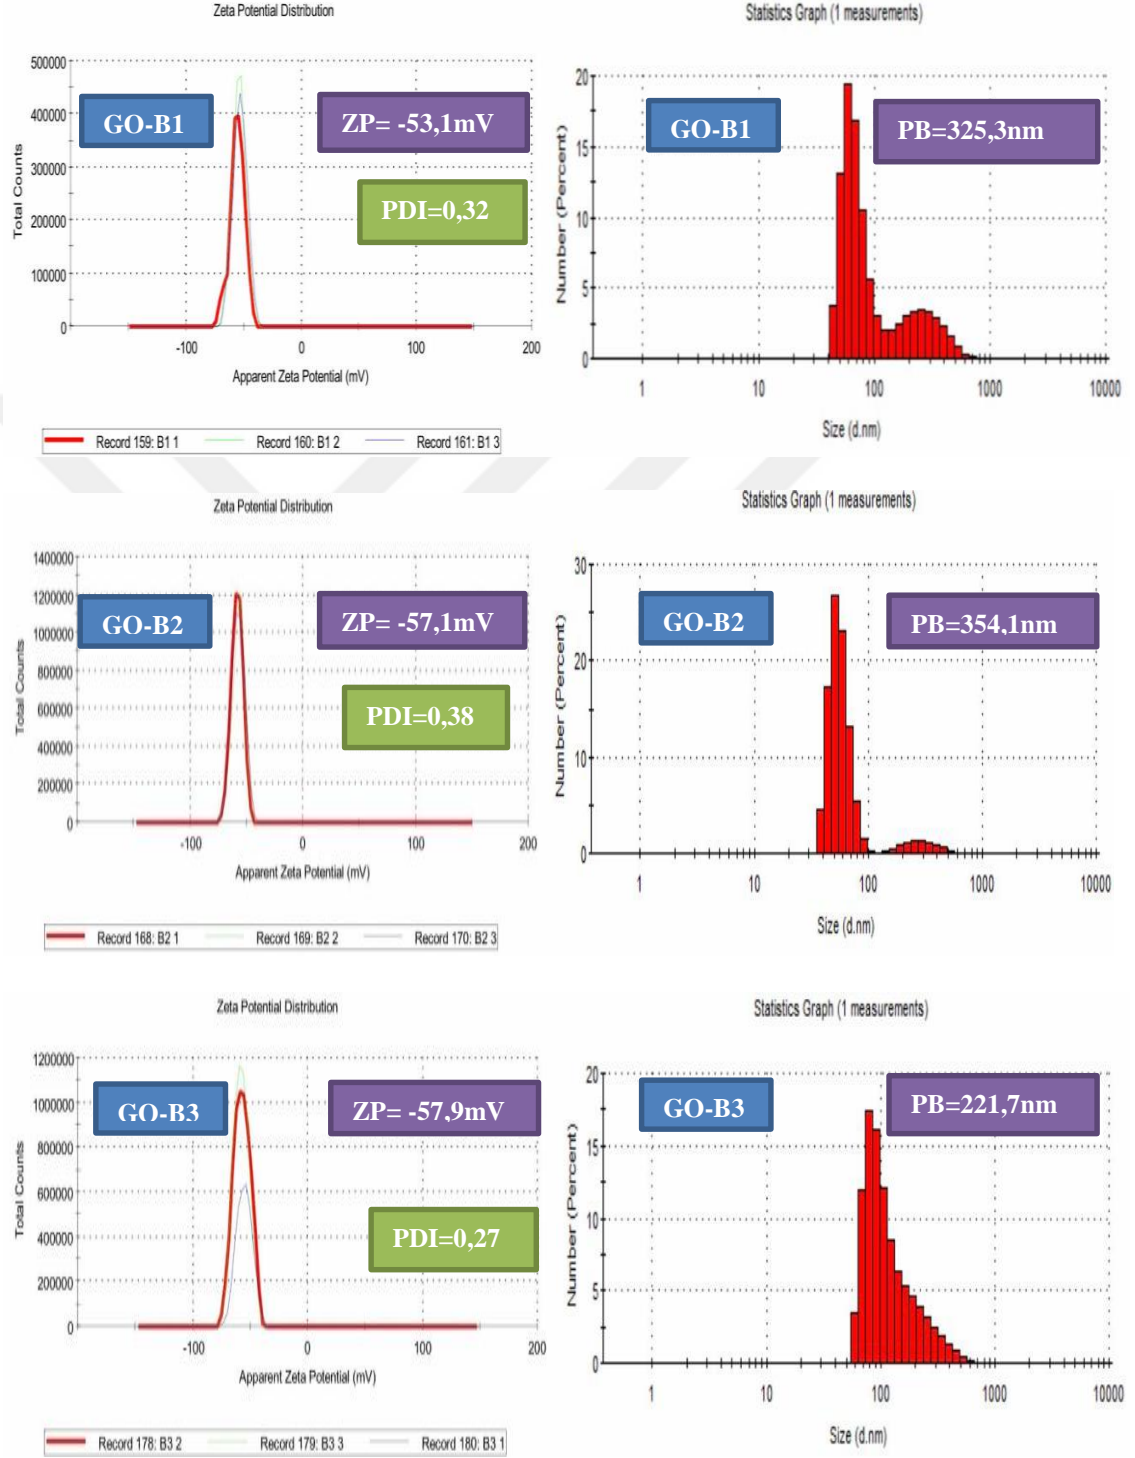 Zeta Potential Distribution
500000
400000
300000
200000
100000
0
-100
0
100
200
Total Counts
Apparent Zeta Potential (mV)
GO-B1
ZP= -53,1mV
PDI=0,32
Record 159: B1 1
Record 160: B1 2
Record 161: B1 3
Statistics Graph (1 measurements)
20
15
10
5
0
1
10
100
1000
10000
Number (Percent)
Size (d.nm)
GO-B1
PB=325,3nm
Zeta Potential Distribution
1400000
1200000
1000000
800000
600000
400000
200000
0
-100
0
100
200
Total Counts
Apparent Zeta Potential (mV)
GO-B2
ZP= -57,1mV
PDI=0,38
Record 168: B2 1
Record 169: B2 2
Record 170: B2 3
Statistics Graph (1 measurements)
30
20
10
0
1
10
100
1000
10000
Number (Percent)
Size (d.nm)
GO-B2
PB=354,1nm
Zeta Potential Distribution
1200000
1000000
800000
600000
400000
200000
0
-100
0
100
200
Total Counts
Apparent Zeta Potential (mV)
GO-B3
ZP= -57,9mV
PDI=0,27
Record 178: B3 2
Record 179: B3 3
Record 180: B3 1
Statistics Graph (1 measurements)
20
15
10
5
0
1
10
100
1000
10000
Number (Percent)
Size (d.nm)
GO-B3
PB=221,7nm